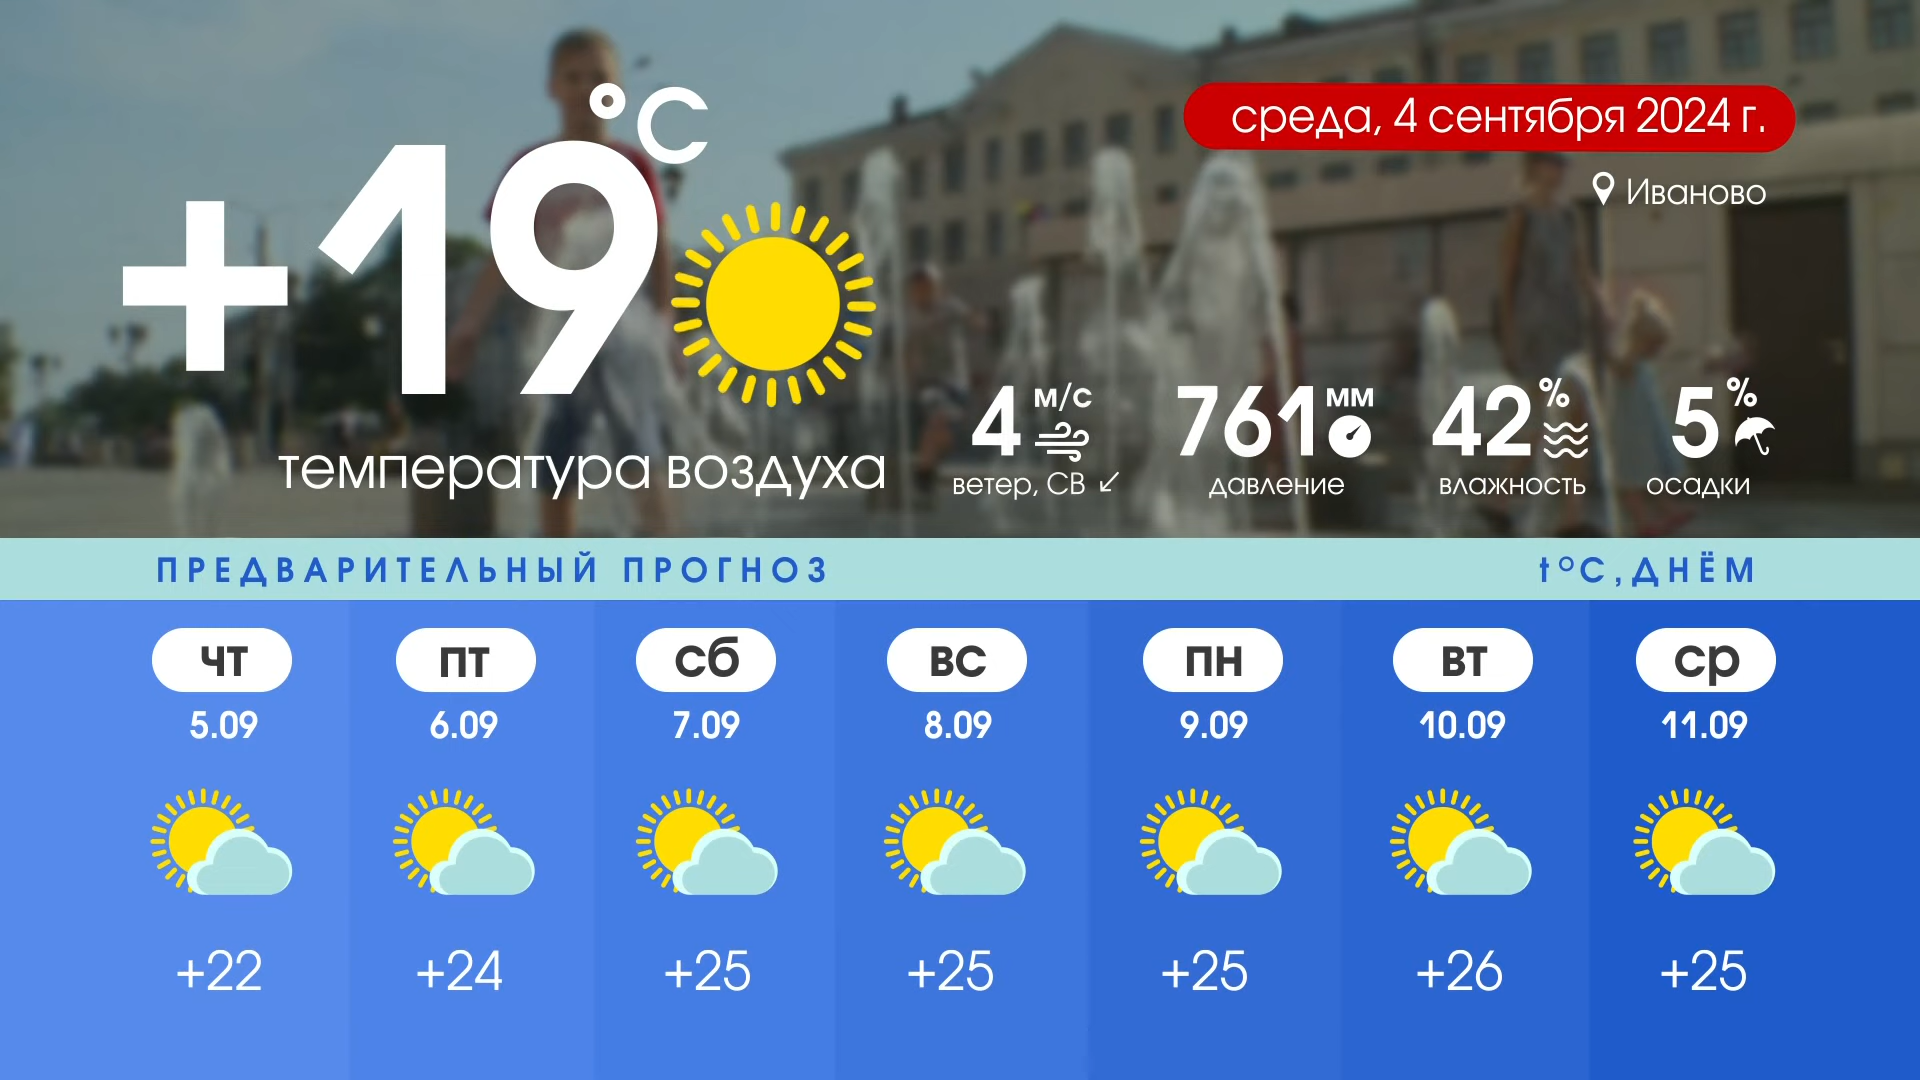 +19 °C
температура воздуха
среда, 4 сентября 2024 г.
Иваново
4 м/с
ветер, СВ ↙
761 мм
давление
42 %
влажность
5 %
осадки
ПРЕДВАРИТЕЛЬНЫЙ ПРОГНОЗ
t°C, ДНЁМ
чт пт сб вс пн вт ср
5.09 6.09 7.09 8.09 9.09 10.09 11.09
+22 +24 +25 +25 +25 +26 +25